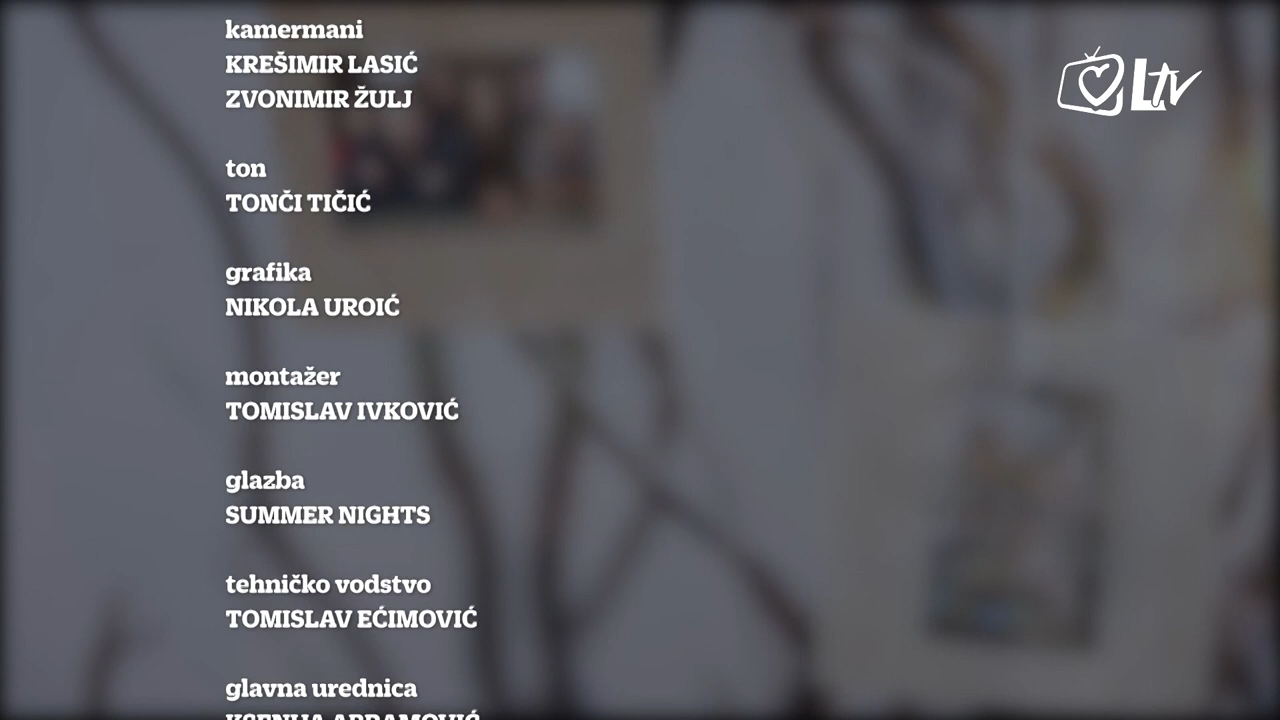 kamermani
KREŠIMIR LASIĆ
ZVONIMIR ŽULJ
LTV
ton
TONČI TIČIĆ
grafika
NIKOLA UROIĆ
montažer
TOMISLAV IVKOVIĆ
glazba
SUMMER NIGHTS
tehničko vodstvo
TOMISLAV EĆIMOVIĆ
glavna urednica